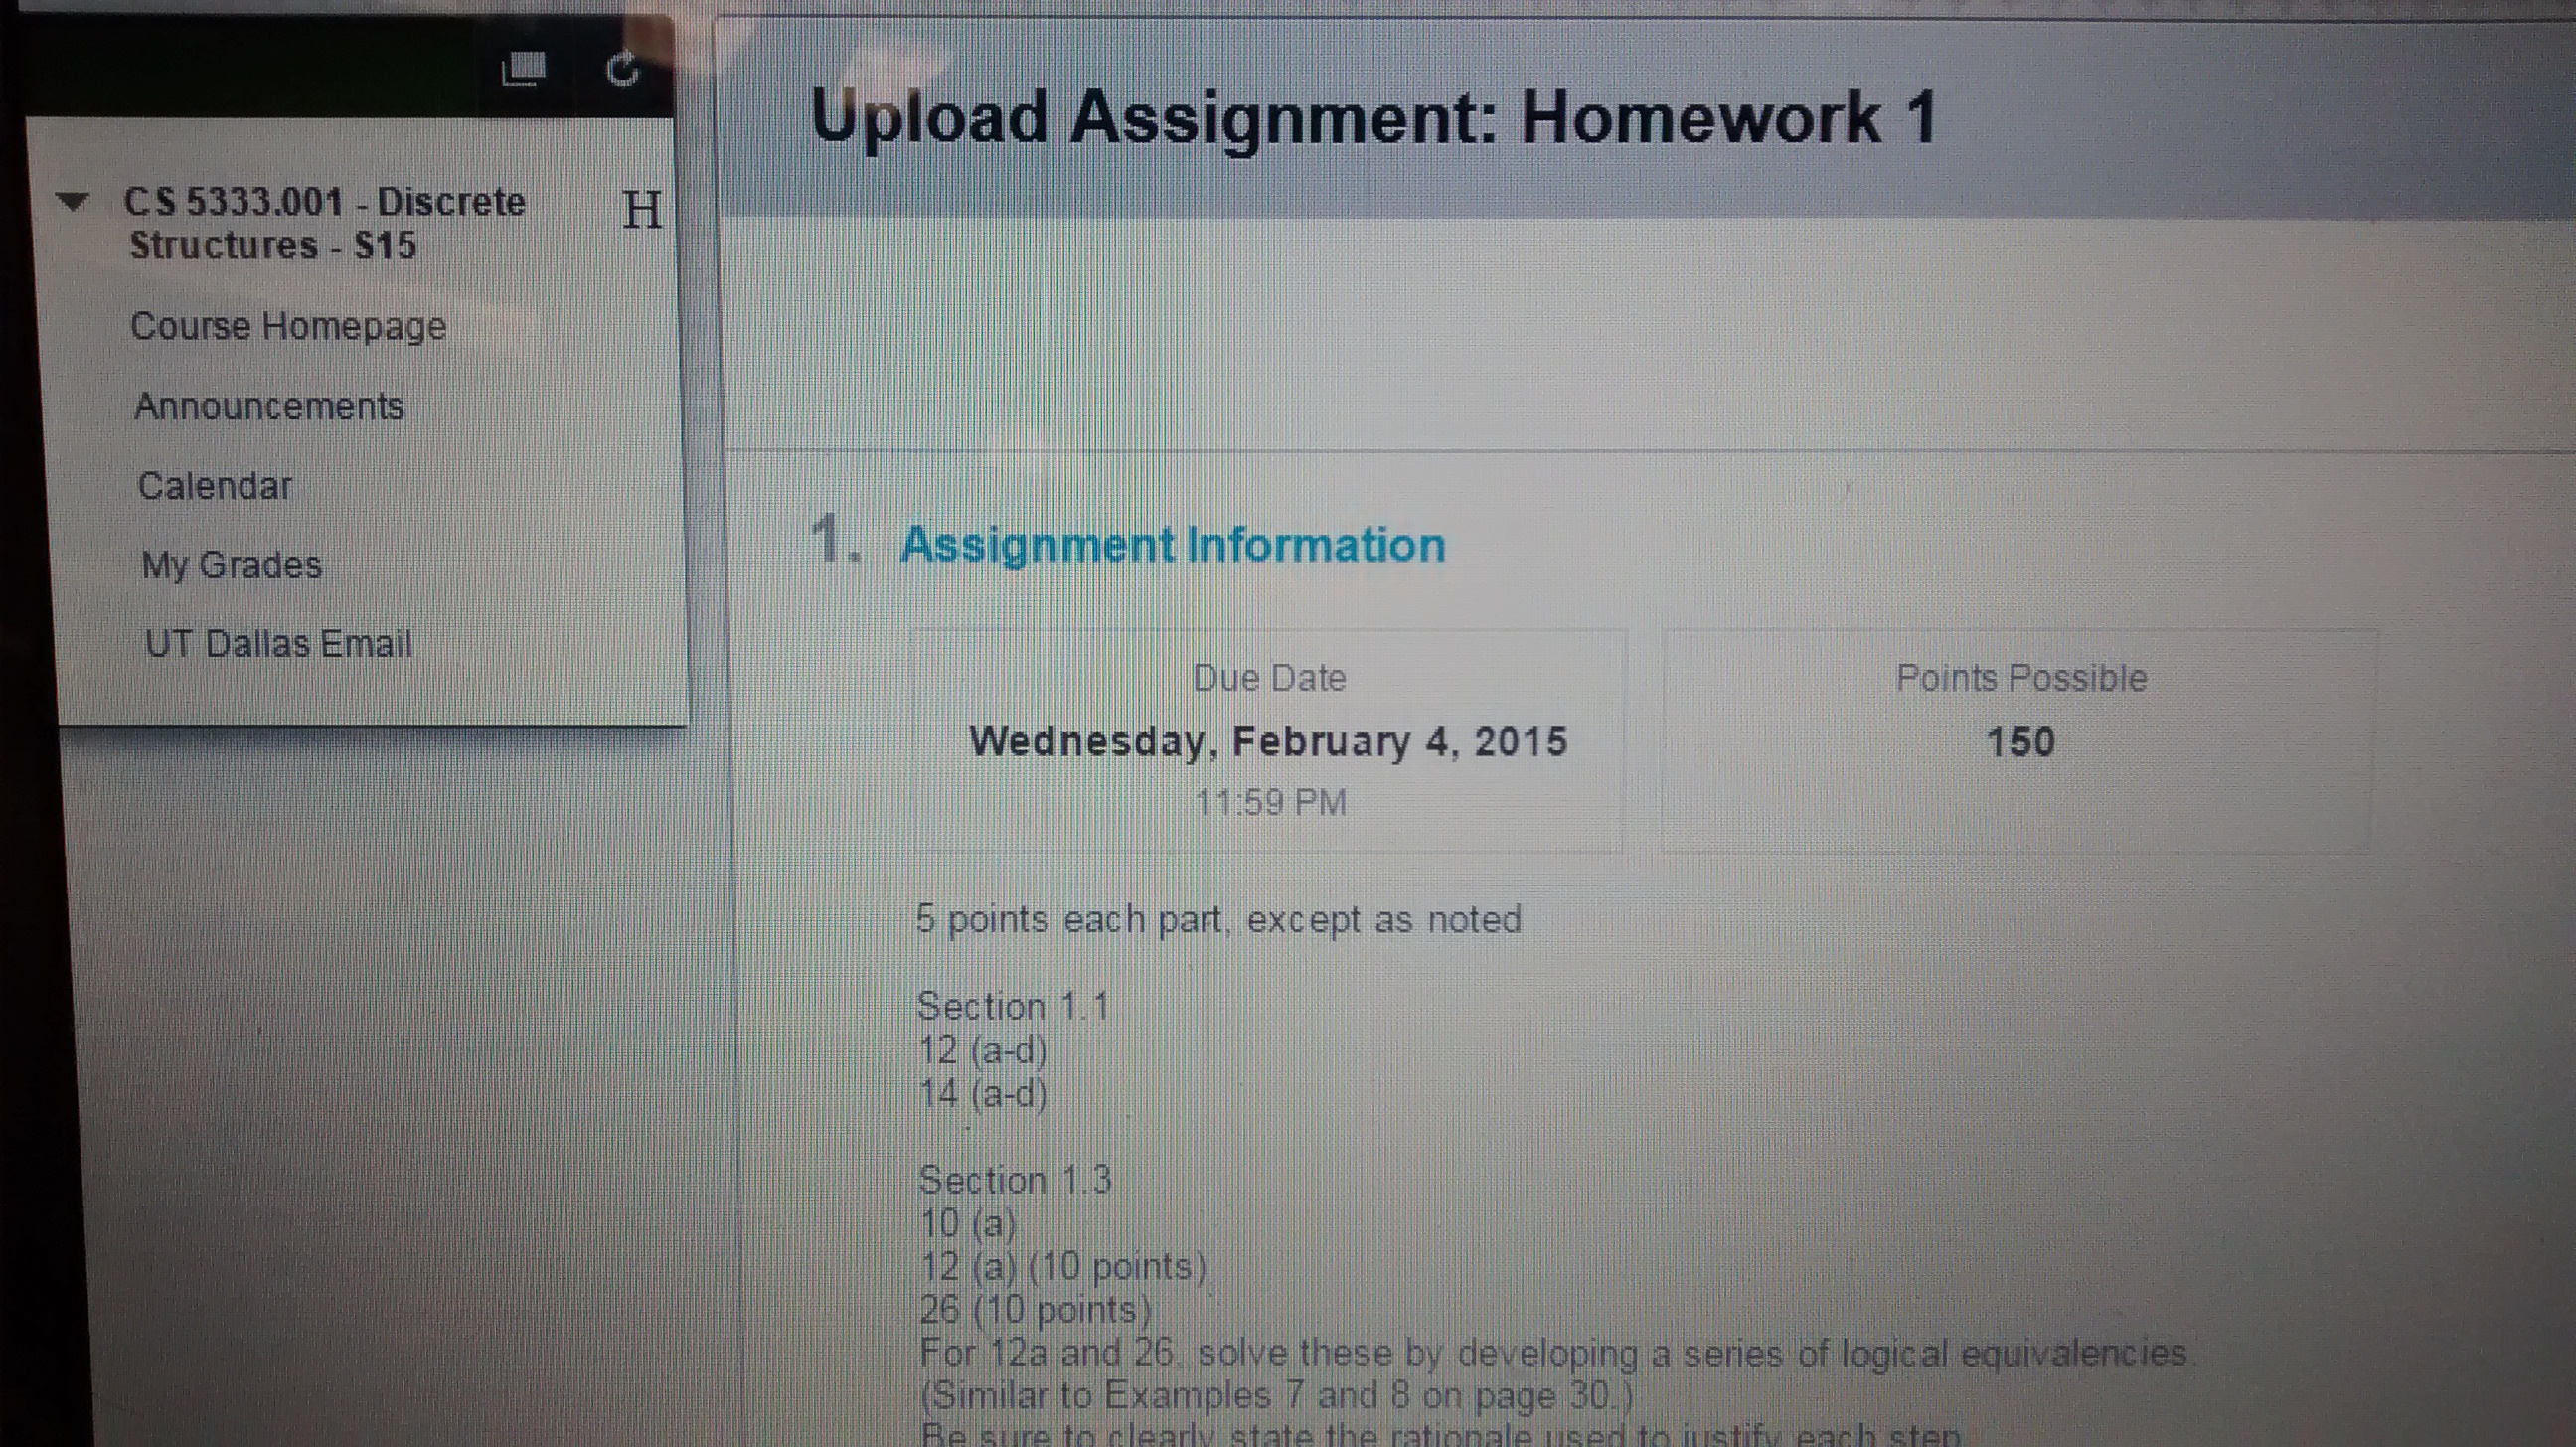 CS 5333.001 - Discrete
Structures - S15
H
Course Homepage
Announcements
Calendar
My Grades
UT Dallas Email
Upload Assignment: Homework 1
1. Assignment Information
Due Date
Wednesday, February 4, 2015
11:59 PM
Points Possible
150
5 points each part, except as noted
Section 1.1
12 (a-d)
14 (a-d)
Section 1.3
10 (a)
12 (a) (10 points)
26 (10 points)
For 12a and 26, solve these by developing a series of logical equivalencies.
(Similar to Examples 7 and 8 on page 30.)
Be sure to clearly state the rationale used to justify each step